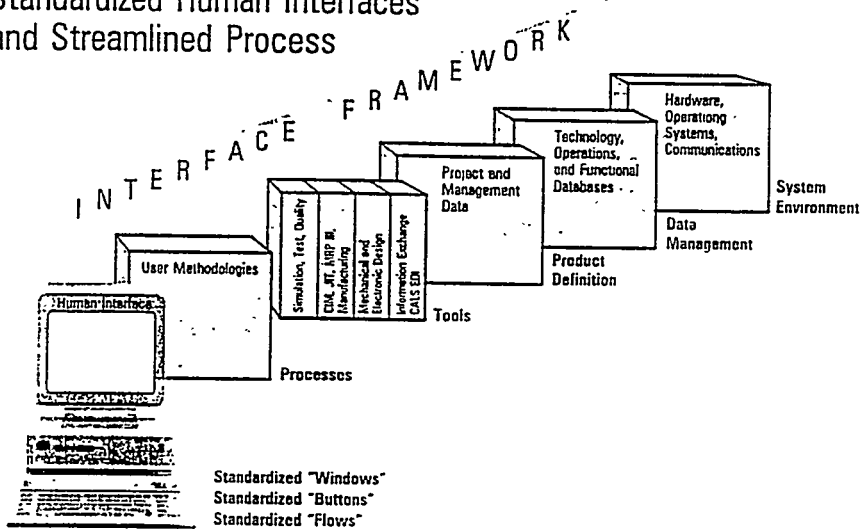 Standardized Human Interfaces
and Streamlined Process
INTERFACE FRAMEWORK
Hardware,
Operating
Systems,
Communications
System
Environment
Technology,
Operations,
and Functional
Databases
Data
Management
Project and
Management
Data
Product
Definition
Simulation, Test, Quality
CIM, JIT, MRP III,
Manufacturing
Mechanical and
Electronic Design
Information Exchange
CALS EDI
Tools
User Methodologies
Processes
Human Interface
Standardized "Windows"
Standardized "Buttons"
Standardized "Flows"